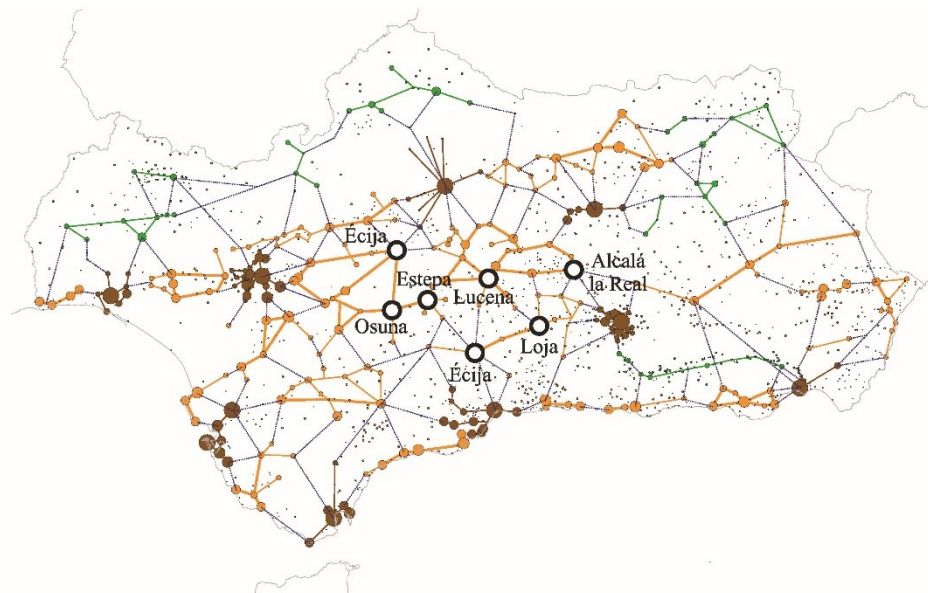 Écija
Estepa
Alcalá
la Real
Lucena
Osuna
Loja
Écija